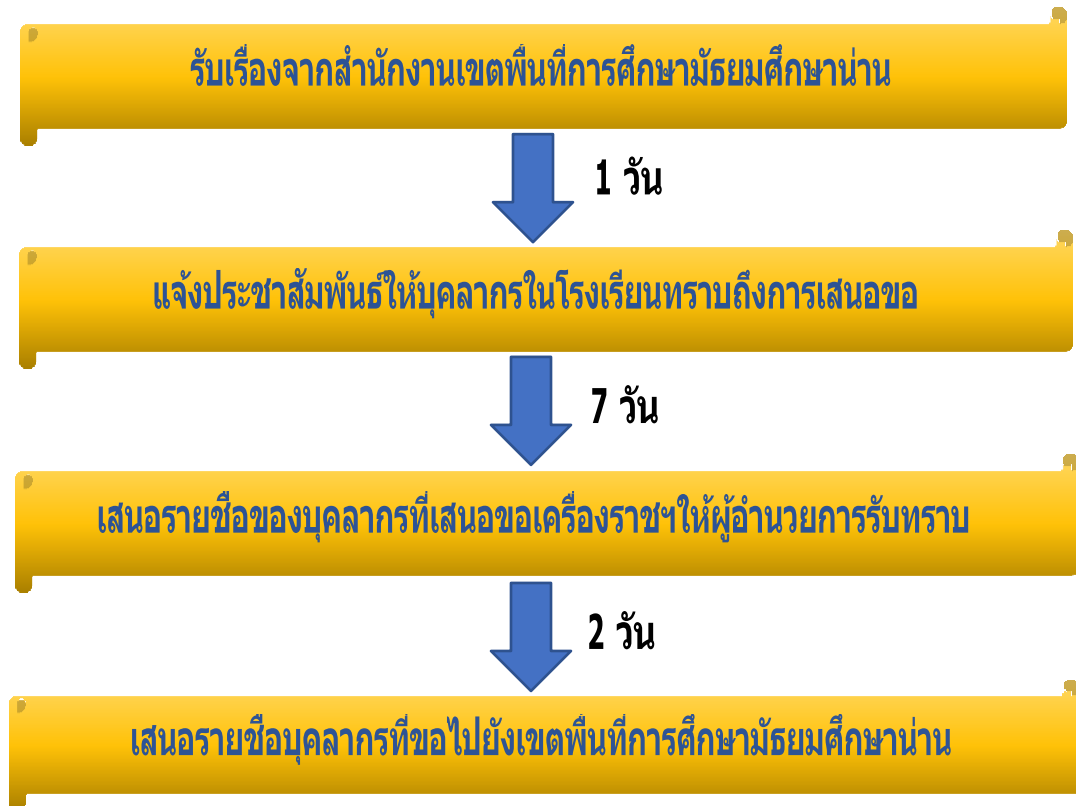 รับเรื่องจากสำนักงานเขตพื้นที่การศึกษามัธยมศึกษาน่าน
1 วัน
แจ้งประชาสัมพันธ์ให้บุคลากรในโรงเรียนทราบถึงการเสนอขอ
7 วัน
เสนอรายชื่อของบุคลากรที่เสนอขอเครื่องราชฯให้ผู้อำนวยการรับทราบ
2 วัน
เสนอรายชื่อบุคลากรที่ขอไปยังเขตพื้นที่การศึกษามัธยมศึกษาน่าน